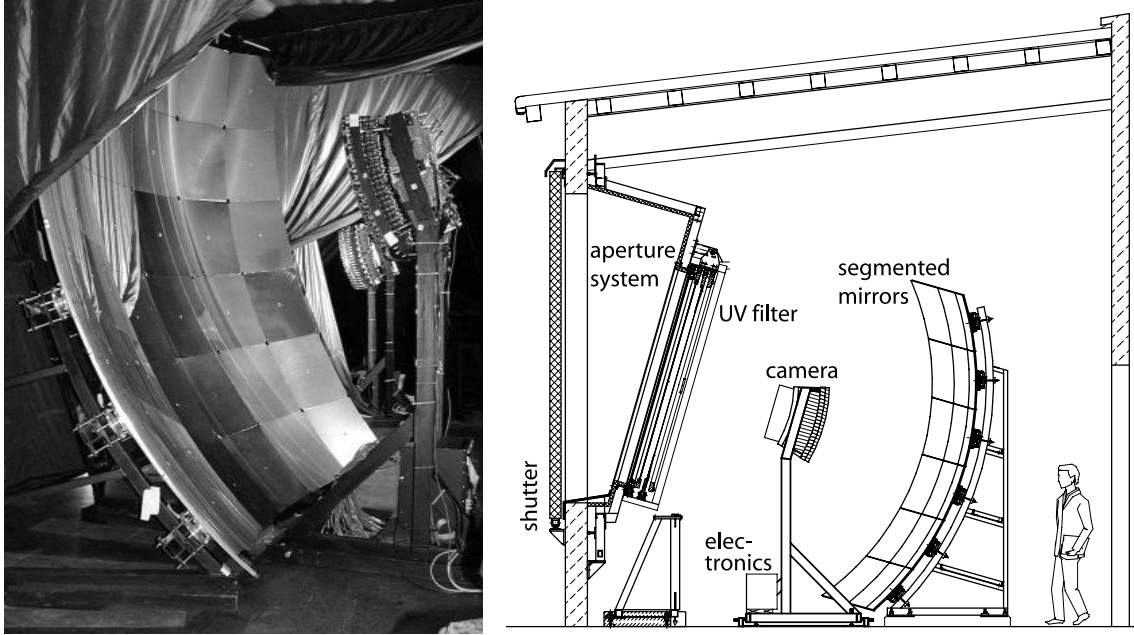 aperture
system
UV filter
segmented
mirrors
camera
shutter
elec-
tronics